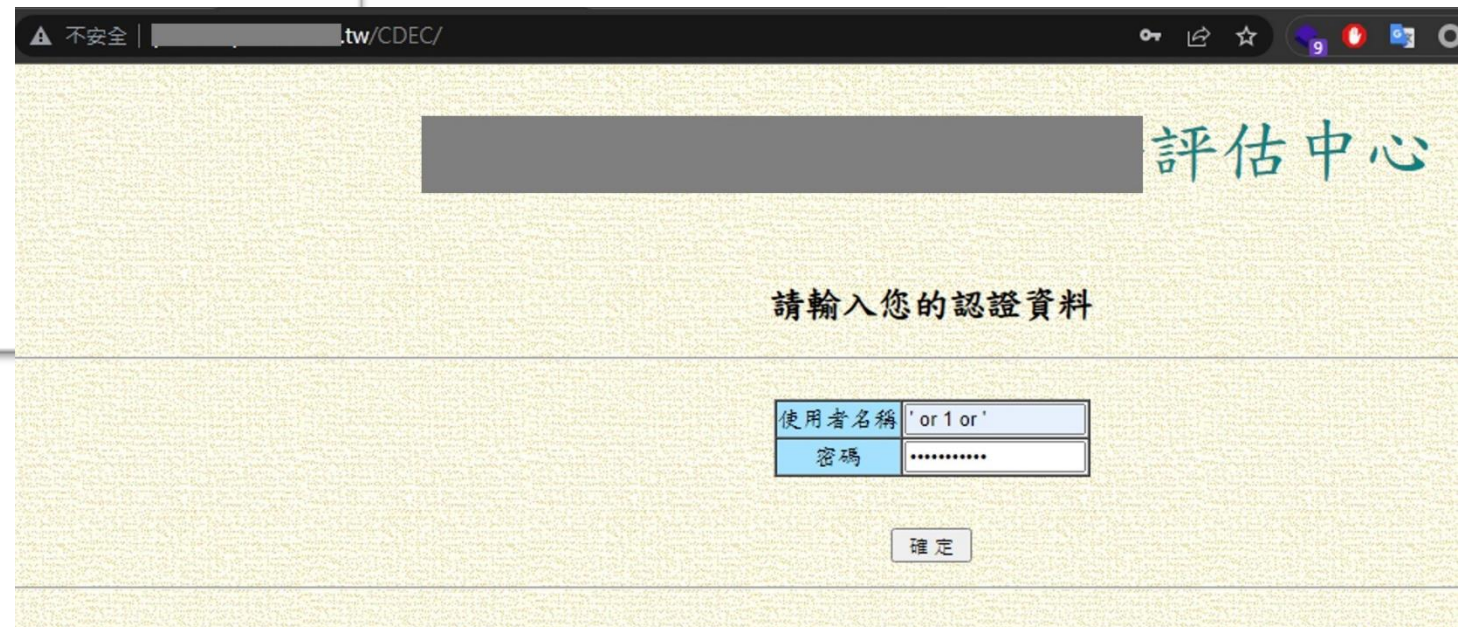 不安全 | .tw/CDEC/
9
評估中心
請輸入您的認證資料
使用者名稱 ' or 1 or '
密碼 •••••••••••
確定